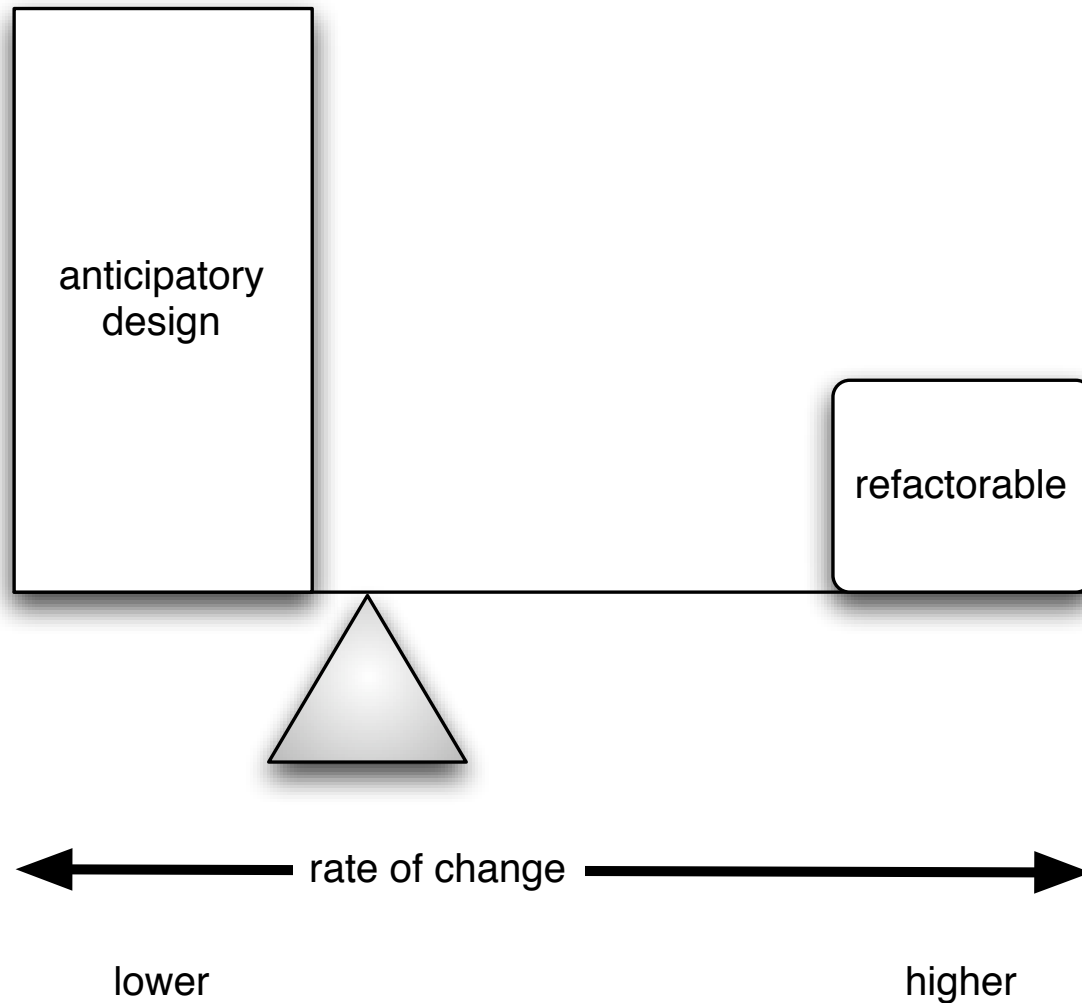 anticipatory
design
refactorable
rate of change
lower
higher